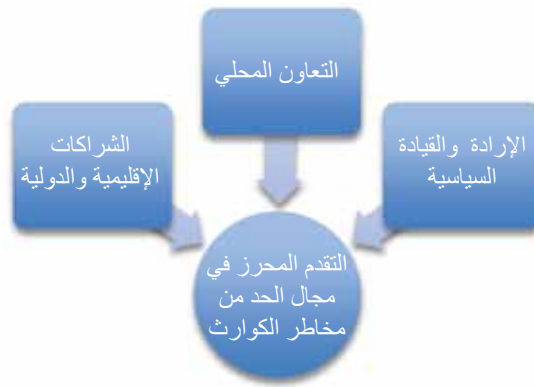 التعاون المحلي
الإرادة والقيادة
السياسية
الشراكات
الإقليمية والدولية
التقدم المحرز في
مجال الحد من
مخاطر الكوارث